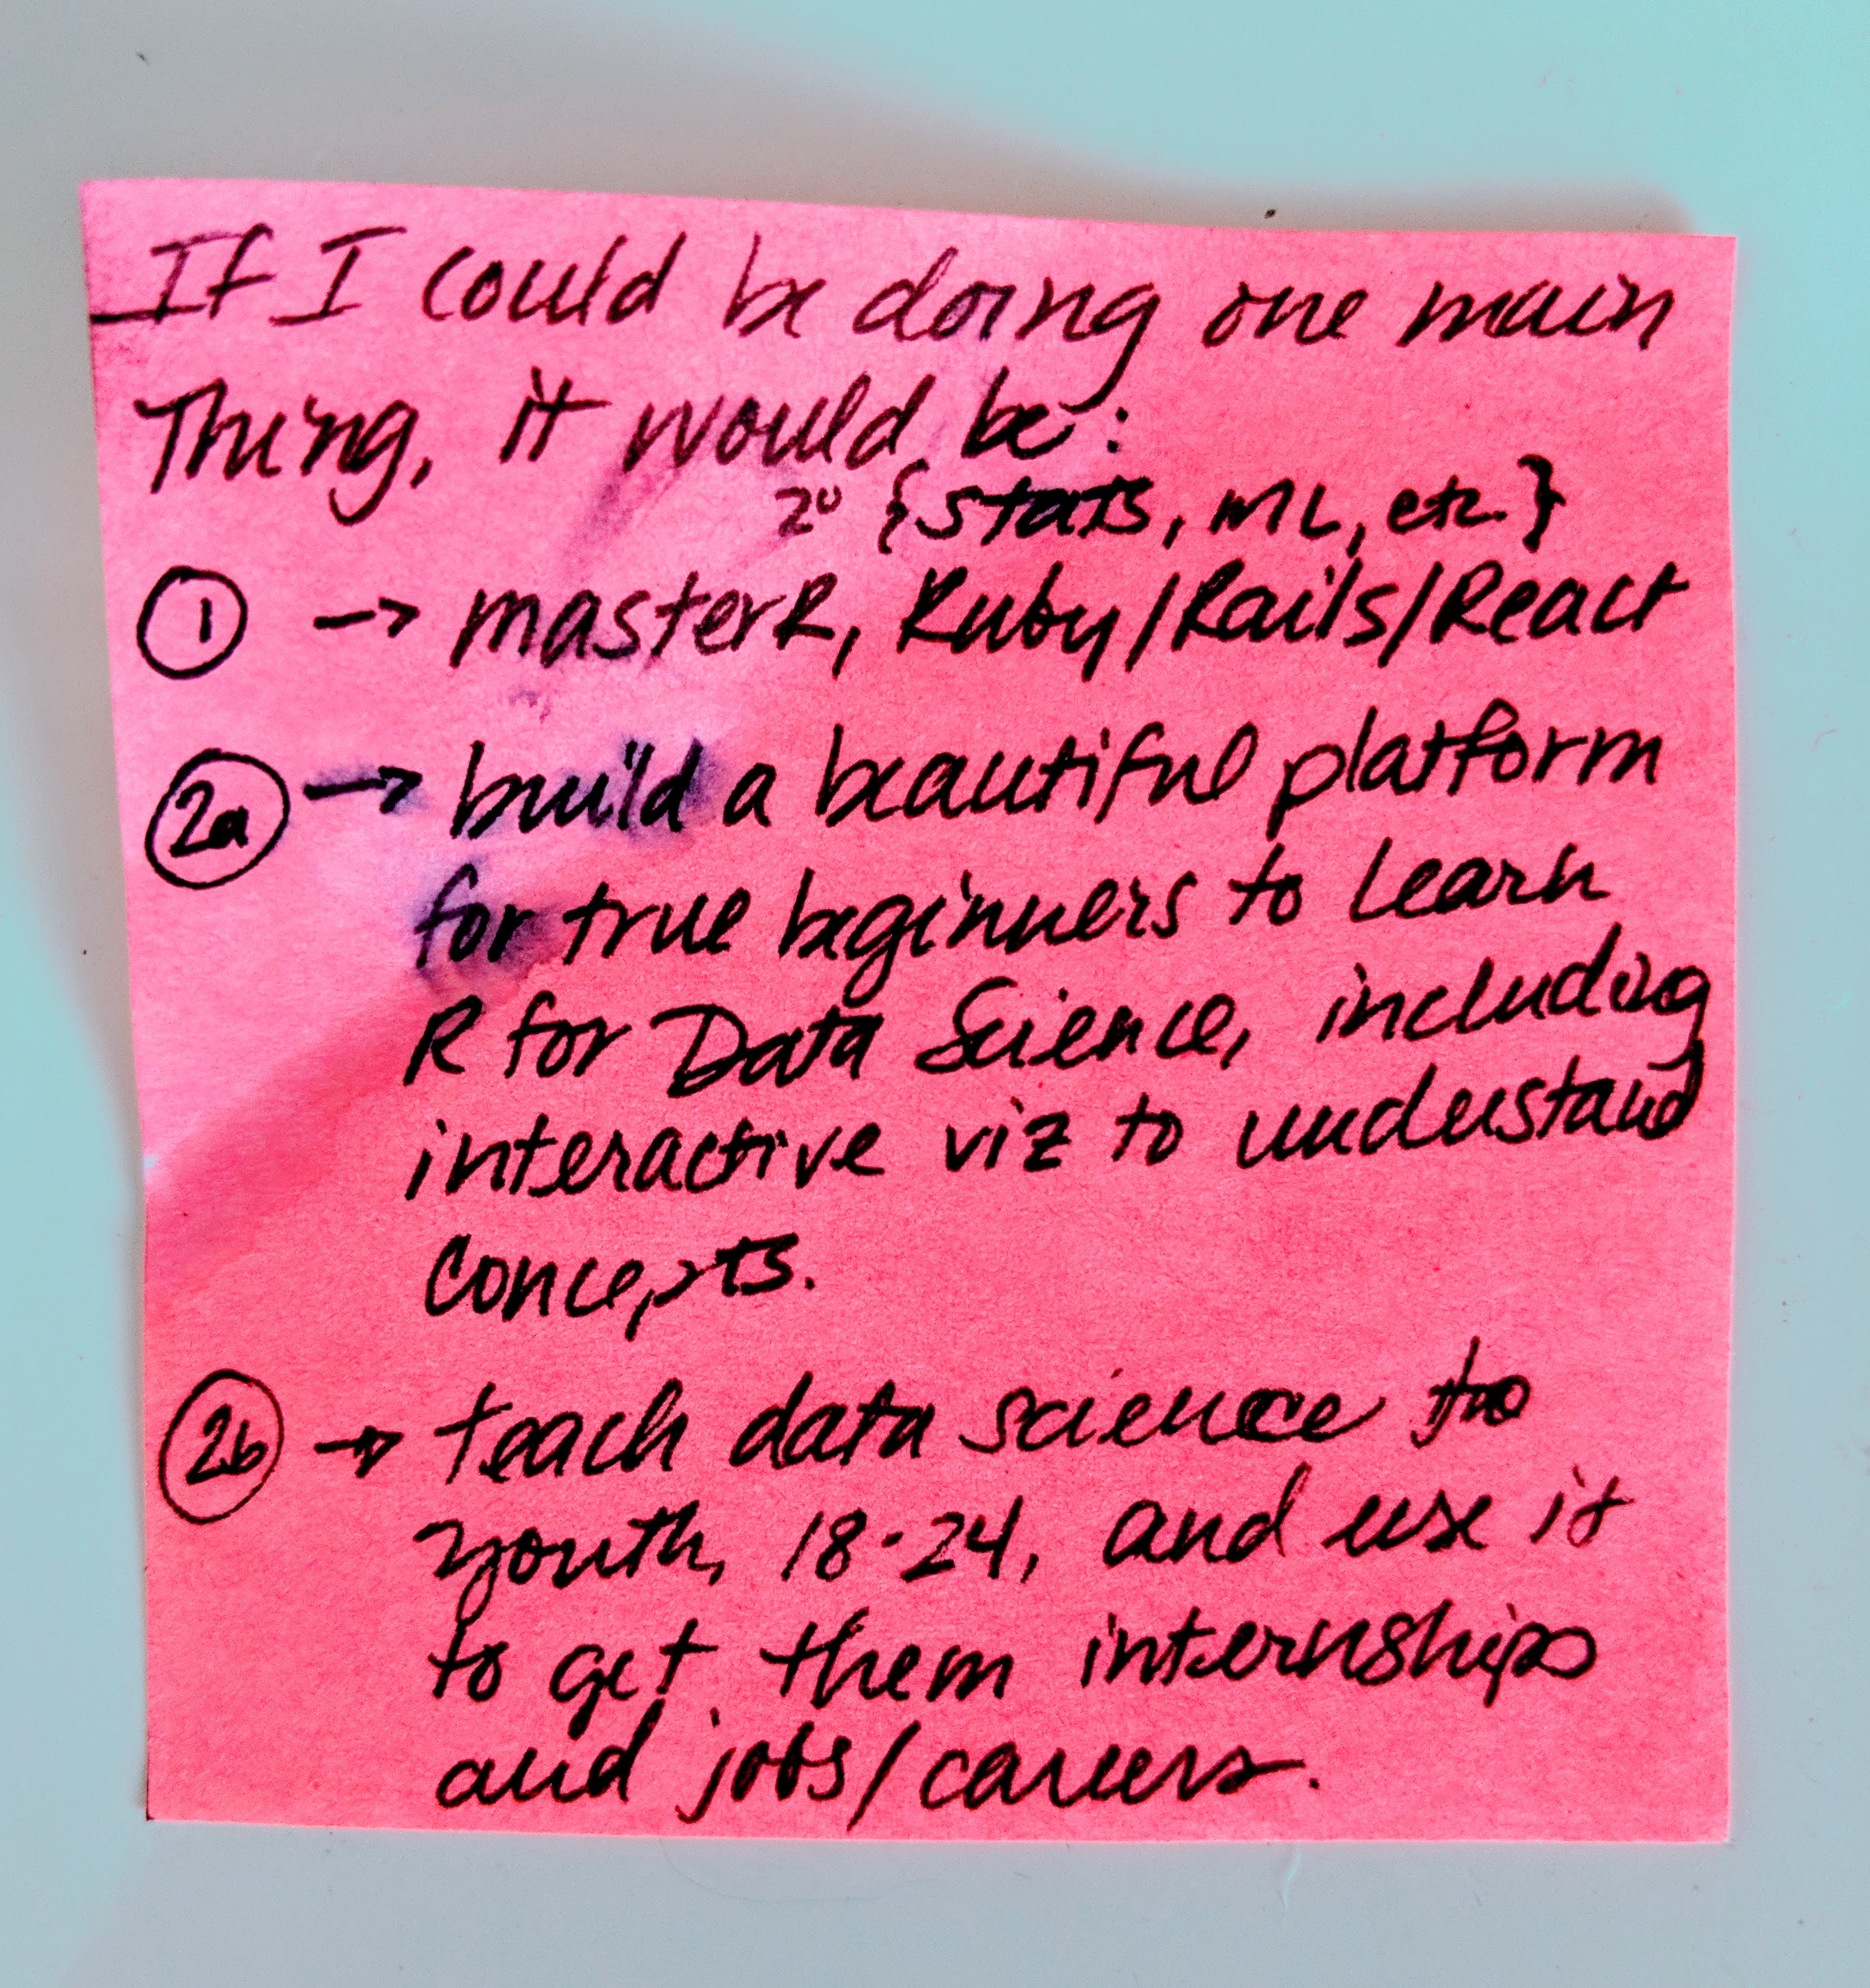 If I could be doing one main
Thing, it would be:
2° {stats, ML, etc.}
1 → master R, Ruby/Rails/React
2a → build a beautiful platform
for true beginners to learn
R for Data Science, including
interactive viz to understand
concepts.
2b → teach data science to
youth, 18-24, and use it
to get them internships
and jobs/careers.